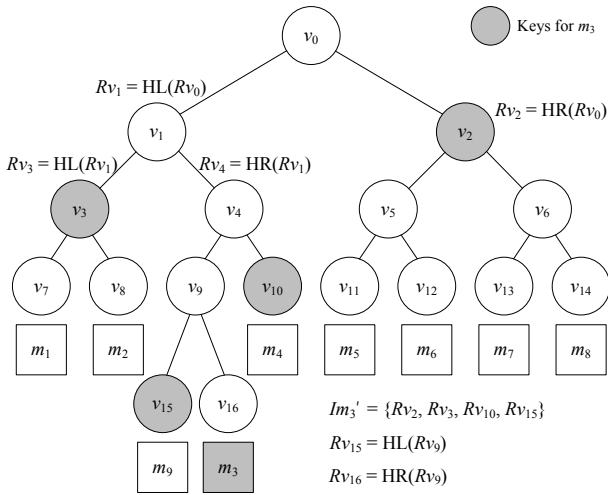 v0
Keys for m3
Rv1 = HL(Rv0)
Rv2 = HR(Rv0)
v1
v2
Rv3 = HL(Rv1)
Rv4 = HR(Rv1)
v3
v4
v5
v6
v7
v8
v9
v10
v11
v12
v13
v14
m1
m2
m4
m5
m6
m7
m8
v15
v16
Im3' = {Rv2, Rv3, Rv10, Rv15}
Rv15 = HL(Rv9)
m9
m3
Rv16 = HR(Rv9)